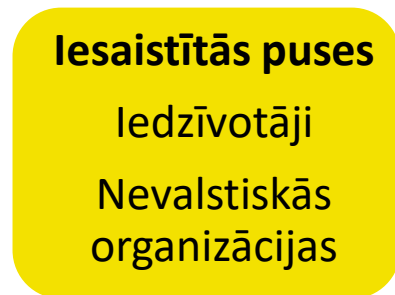 Iesaistītās puses
Iedzīvotāji
Nevalstiskās
organizācijas